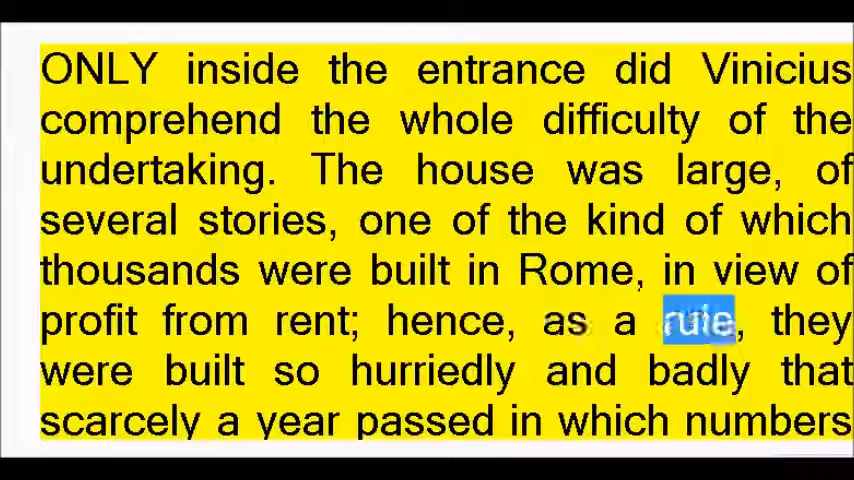 ONLY inside the entrance did Vinicius
comprehend the whole difficulty of the
undertaking. The house was large, of
several stories, one of the kind of which
thousands were built in Rome, in view of
profit from rent; hence, as a rule, they
were built so hurriedly and badly that
scarcely a year passed in which numbers